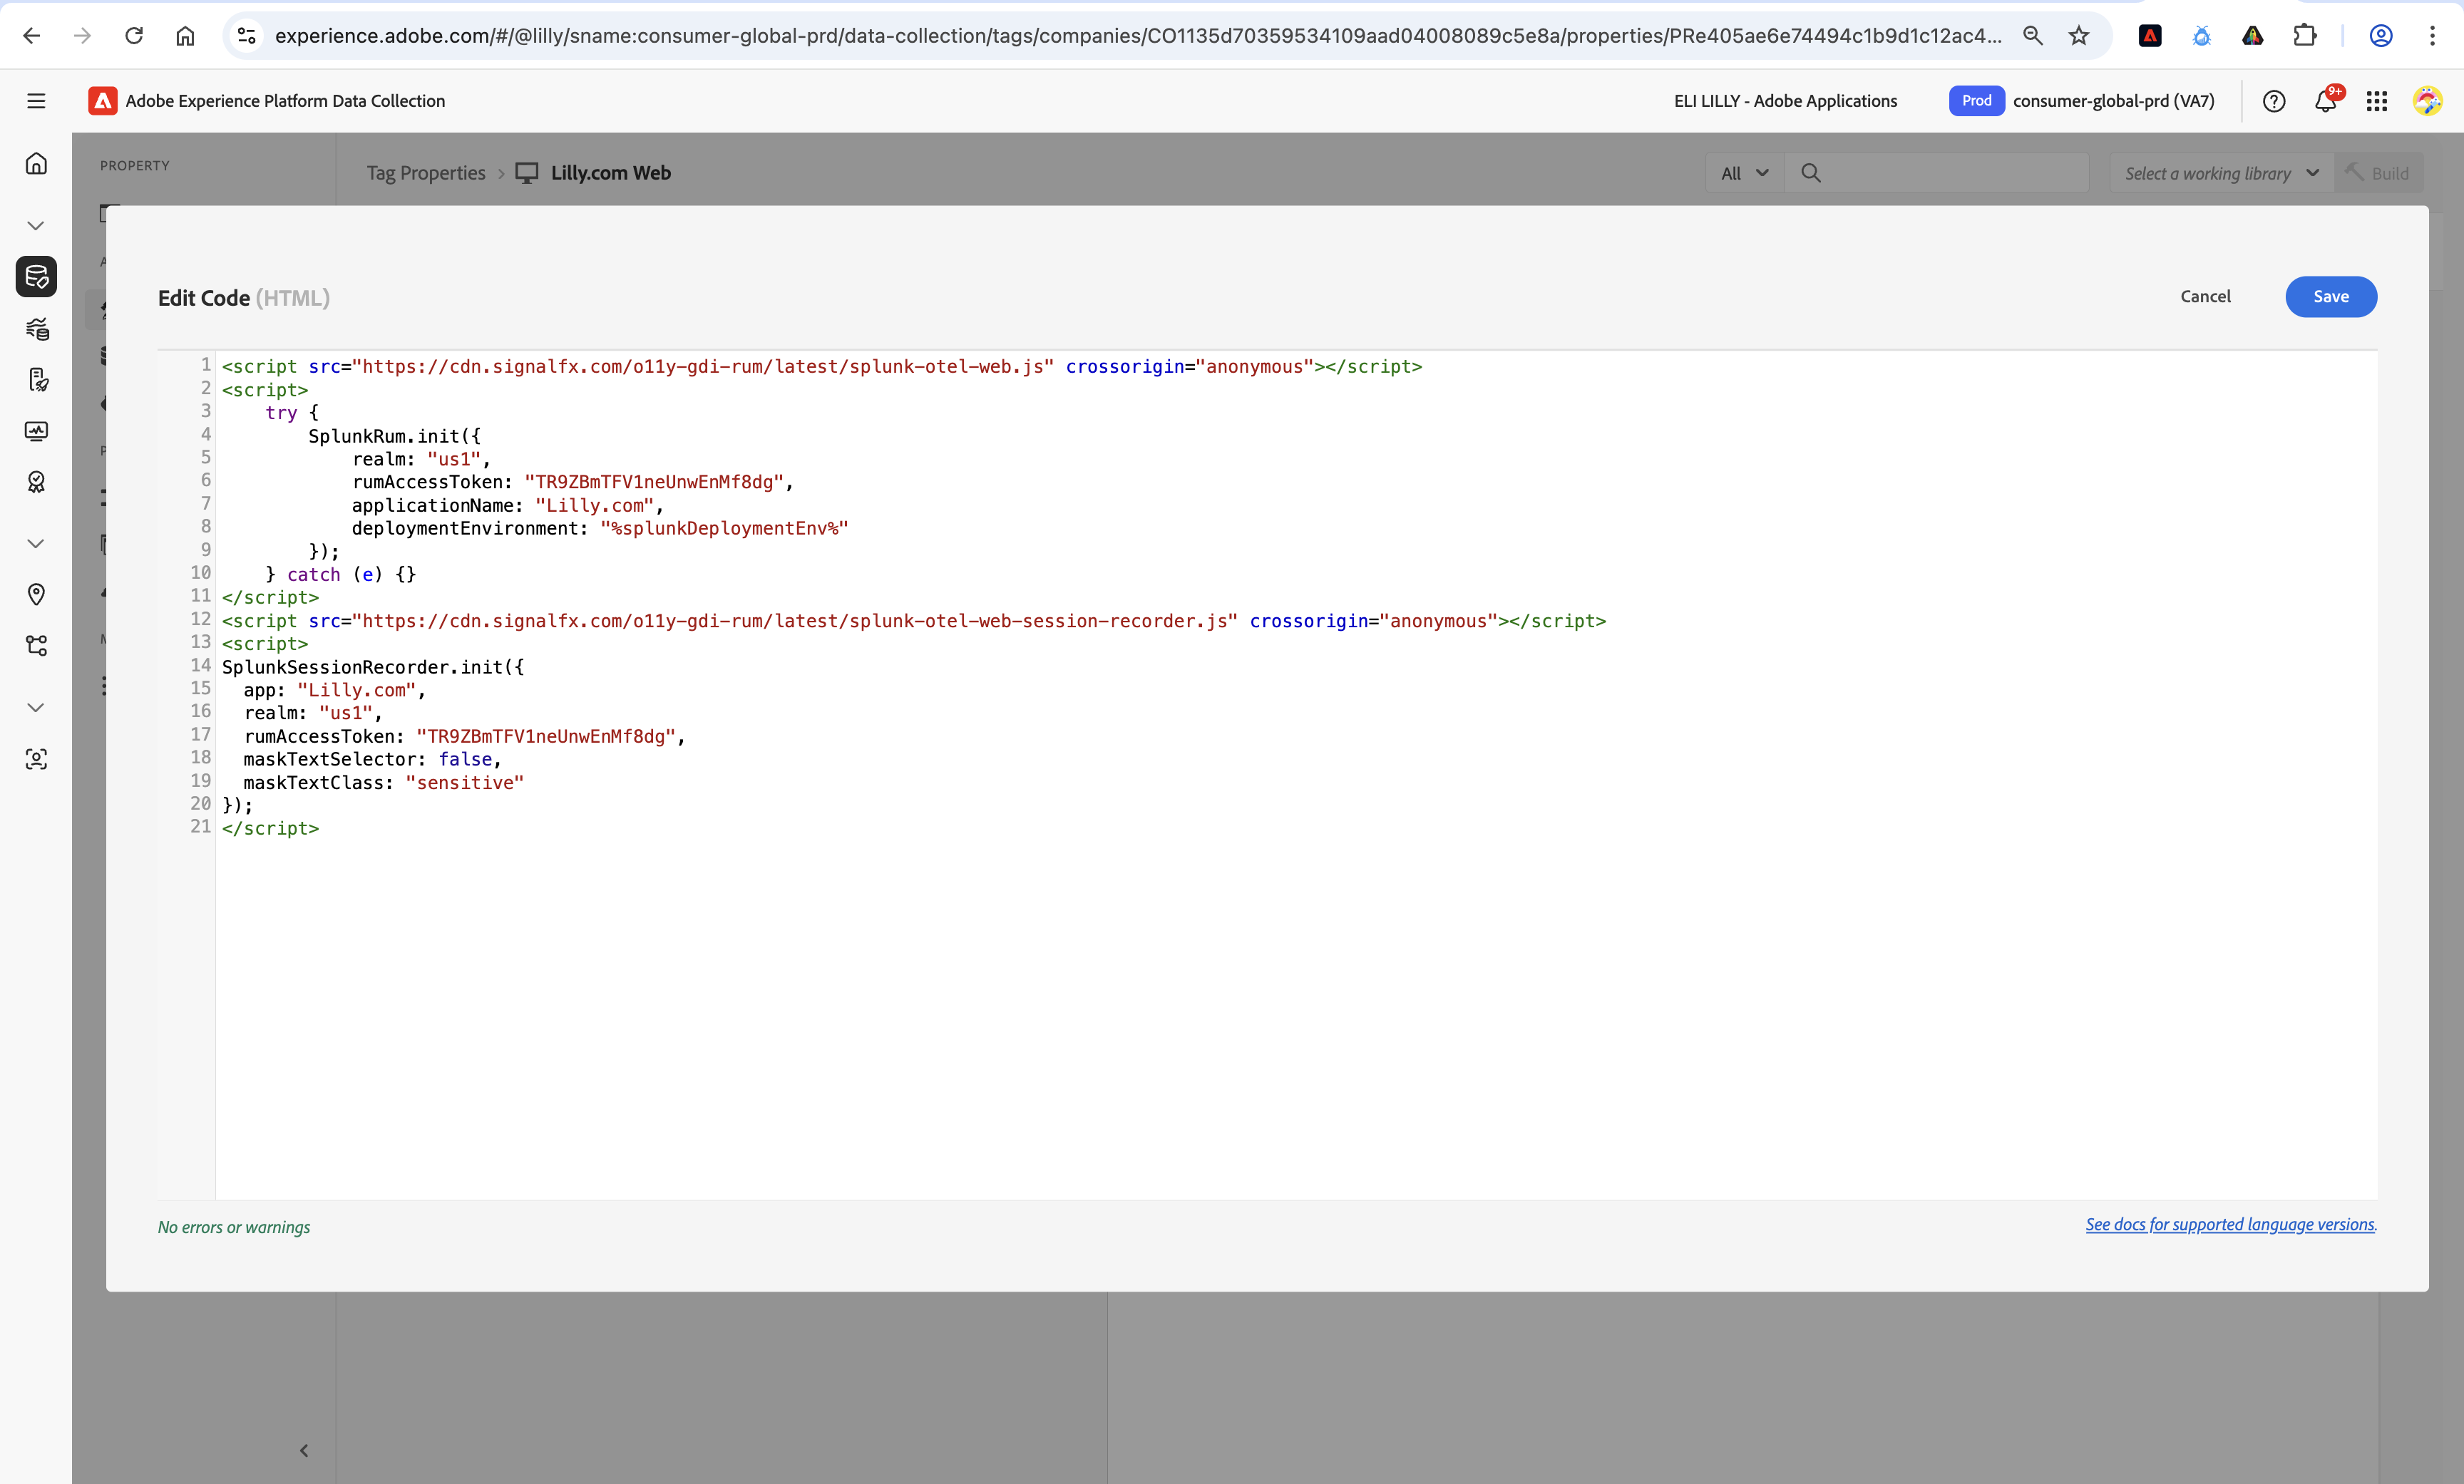 experience.adobe.com/#/@lilly/sname:consumer-global-prd/data-collection/tags/companies/CO1135d70359534109aad04008089c5e8a/properties/PRe405ae6e74494c1b9d1c12ac4...
Adobe Experience Platform Data Collection
ELI LILLY - Adobe Applications
Prod
consumer-global-prd (VA7)
9+
PROPERTY
Tag Properties
Lilly.com Web
All
Select a working library
Build
Edit Code (HTML)
Cancel
Save
1 <script src="https://cdn.signalfx.com/o11y-gdi-rum/latest/splunk-otel-web.js" crossorigin="anonymous"></script>
2 <script>
3     try {
4         SplunkRum.init({
5             realm: "us1",
6             rumAccessToken: "TR9ZBmTFV1neUnwEnMf8dg",
7             applicationName: "Lilly.com",
8             deploymentEnvironment: "%splunkDeploymentEnv%"
9         });
10     } catch (e) {}
11 </script>
12 <script src="https://cdn.signalfx.com/o11y-gdi-rum/latest/splunk-otel-web-session-recorder.js" crossorigin="anonymous"></script>
13 <script>
14 SplunkSessionRecorder.init({
15   app: "Lilly.com",
16   realm: "us1",
17   rumAccessToken: "TR9ZBmTFV1neUnwEnMf8dg",
18   maskTextSelector: false,
19   maskTextClass: "sensitive"
20 });
21 </script>
No errors or warnings
See docs for supported language versions.